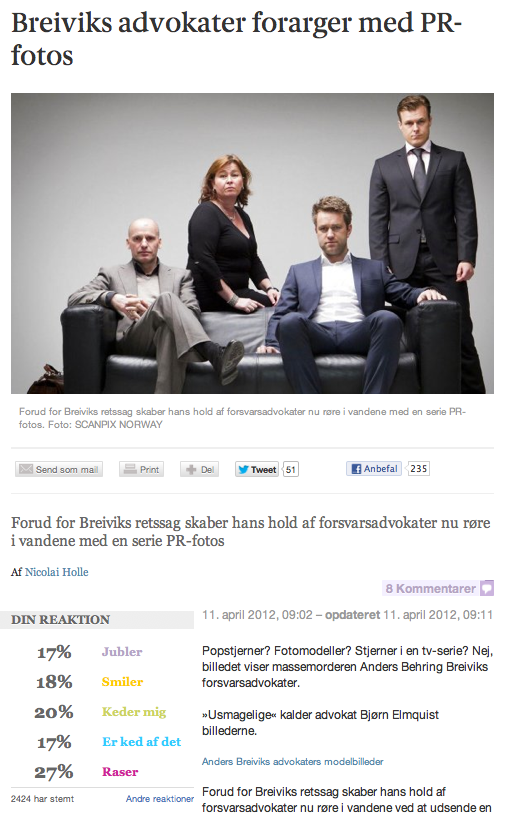 Breiviks advokater forarger med PR-
fotos
Forud for Breiviks retssag skaber hans hold af forsvarsadvokater nu røre i vandene med en serie PR-
fotos. Foto: SCANPIX NORWAY
Send som mail
Print
Del
Tweet 51
Anbefal 235
Forud for Breiviks retssag skaber hans hold af forsvarsadvokater nu røre
i vandene med en serie PR-fotos
Af Nicolai Holle
8 Kommentarer
DIN REAKTION
17% Jubler
18% Smiler
20% Keder mig
17% Er ked af det
27% Raser
2424 har stemt Andre reaktioner
11. april 2012, 09:02 – opdateret 11. april 2012, 09:11
Popstjerner? Fotomodeller? Stjerner i en tv-serie? Nej,
billedet viser massemorderen Anders Behring Breiviks
forsvarsadvokater.
»Usmagelige« kalder advokat Bjørn Elmquist
billederne.
Anders Breiviks advokaters modelbilleder
Forud for Breiviks retssag skaber hans hold af
forsvarsadvokater nu røre i vandene ved at udsende en